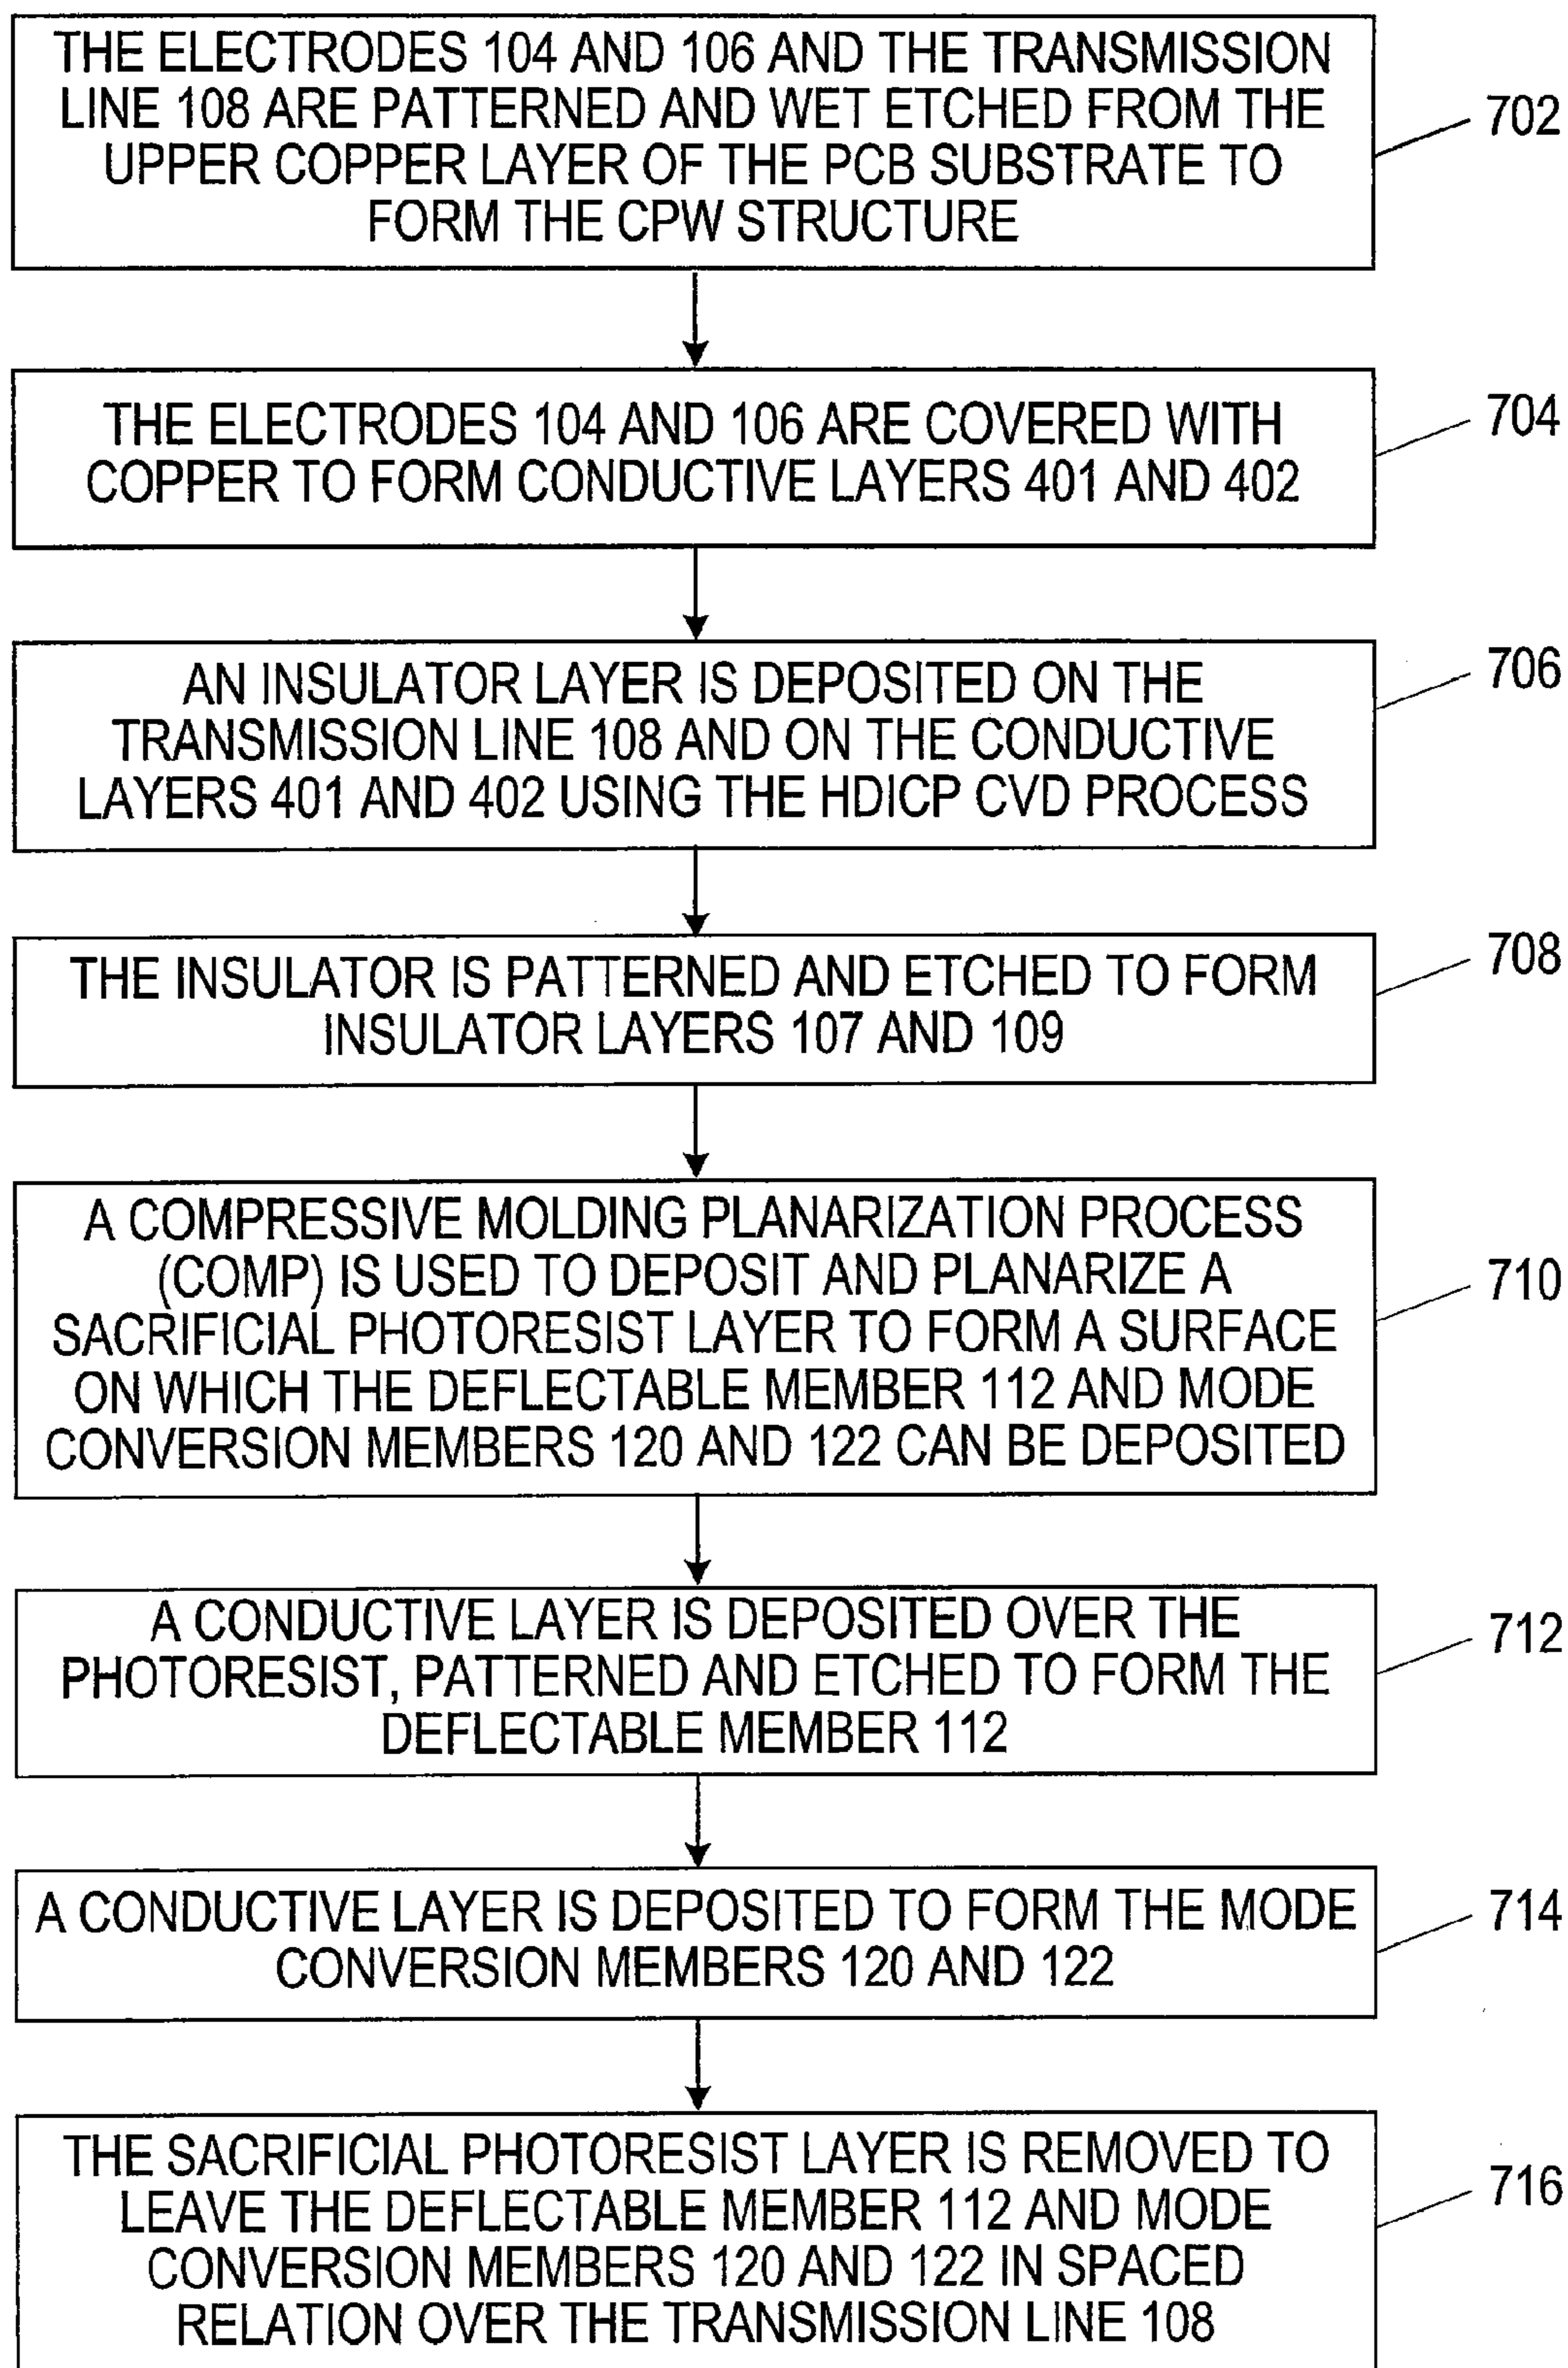 THE ELECTRODES 104 AND 106 AND THE TRANSMISSION
LINE 108 ARE PATTERNED AND WET ETCHED FROM THE
UPPER COPPER LAYER OF THE PCB SUBSTRATE TO
FORM THE CPW STRUCTURE
702
THE ELECTRODES 104 AND 106 ARE COVERED WITH
COPPER TO FORM CONDUCTIVE LAYERS 401 AND 402
704
AN INSULATOR LAYER IS DEPOSITED ON THE
TRANSMISSION LINE 108 AND ON THE CONDUCTIVE
LAYERS 401 AND 402 USING THE HDICP CVD PROCESS
706
THE INSULATOR IS PATTERNED AND ETCHED TO FORM
INSULATOR LAYERS 107 AND 109
708
A COMPRESSIVE MOLDING PLANARIZATION PROCESS
(COMP) IS USED TO DEPOSIT AND PLANARIZE A
SACRIFICIAL PHOTORESIST LAYER TO FORM A SURFACE
ON WHICH THE DEFLECTABLE MEMBER 112 AND MODE
CONVERSION MEMBERS 120 AND 122 CAN BE DEPOSITED
710
A CONDUCTIVE LAYER IS DEPOSITED OVER THE
PHOTORESIST, PATTERNED AND ETCHED TO FORM THE
DEFLECTABLE MEMBER 112
712
A CONDUCTIVE LAYER IS DEPOSITED TO FORM THE MODE
CONVERSION MEMBERS 120 AND 122
714
THE SACRIFICIAL PHOTORESIST LAYER IS REMOVED TO
LEAVE THE DEFLECTABLE MEMBER 112 AND MODE
CONVERSION MEMBERS 120 AND 122 IN SPACED
RELATION OVER THE TRANSMISSION LINE 108
716